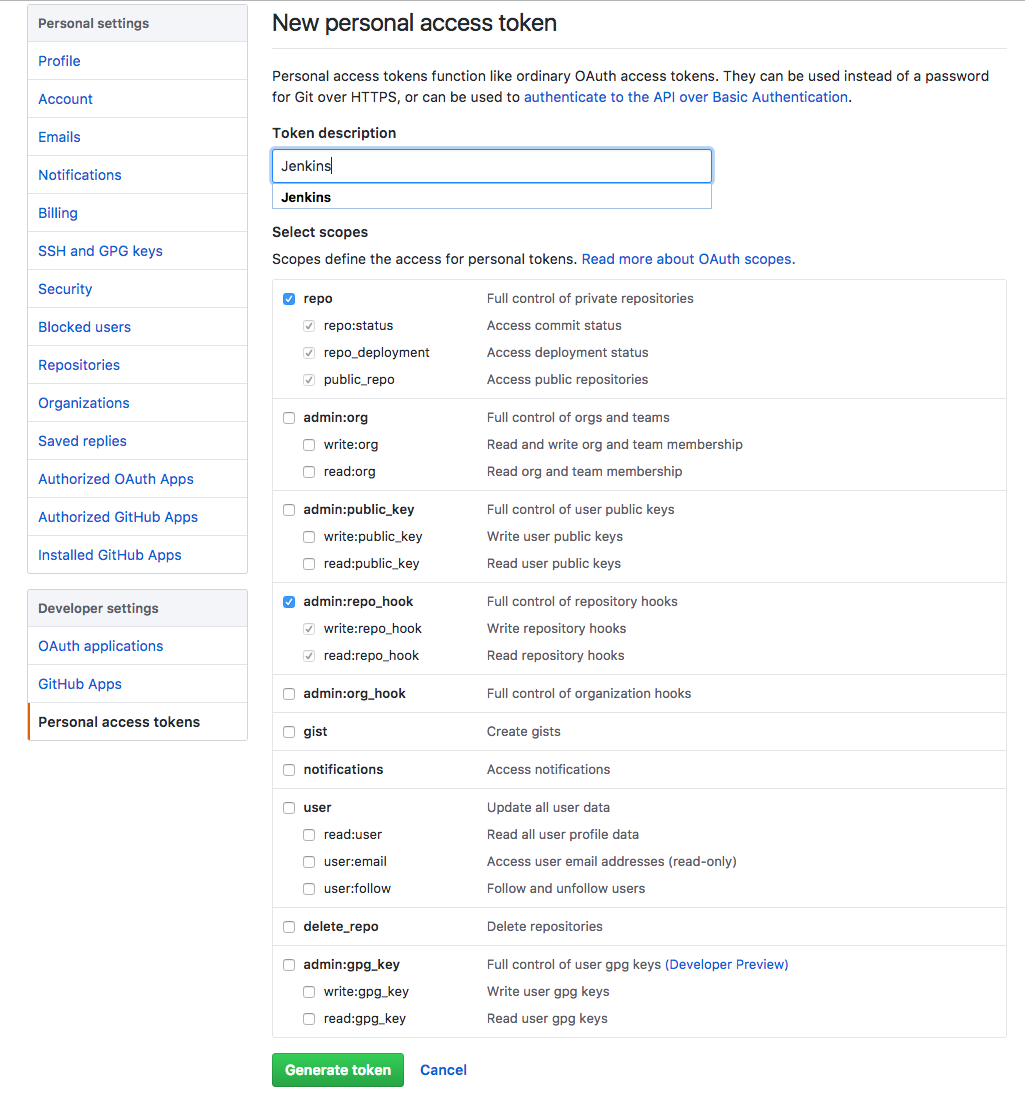 Personal settings
Profile
Account
Emails
Notifications
Billing
SSH and GPG keys
Security
Blocked users
Repositories
Organizations
Saved replies
Authorized OAuth Apps
Authorized GitHub Apps
Installed GitHub Apps
Developer settings
OAuth applications
GitHub Apps
Personal access tokens
New personal access token
Personal access tokens function like ordinary OAuth access tokens. They can be used instead of a password
for Git over HTTPS, or can be used to authenticate to the API over Basic Authentication.
Token description
Jenkins
Jenkins
Select scopes
Scopes define the access for personal tokens. Read more about OAuth scopes.
repo Full control of private repositories
repo:status Access commit status
repo_deployment Access deployment status
public_repo Access public repositories
admin:org Full control of orgs and teams
write:org Read and write org and team membership
read:org Read org and team membership
admin:public_key Full control of user public keys
write:public_key Write user public keys
read:public_key Read user public keys
admin:repo_hook Full control of repository hooks
write:repo_hook Write repository hooks
read:repo_hook Read repository hooks
admin:org_hook Full control of organization hooks
gist Create gists
notifications Access notifications
user Update all user data
read:user Read all user profile data
user:email Access user email addresses (read-only)
user:follow Follow and unfollow users
delete_repo Delete repositories
admin:gpg_key Full control of user gpg keys (Developer Preview)
write:gpg_key Write user gpg keys
read:gpg_key Read user gpg keys
Generate token Cancel